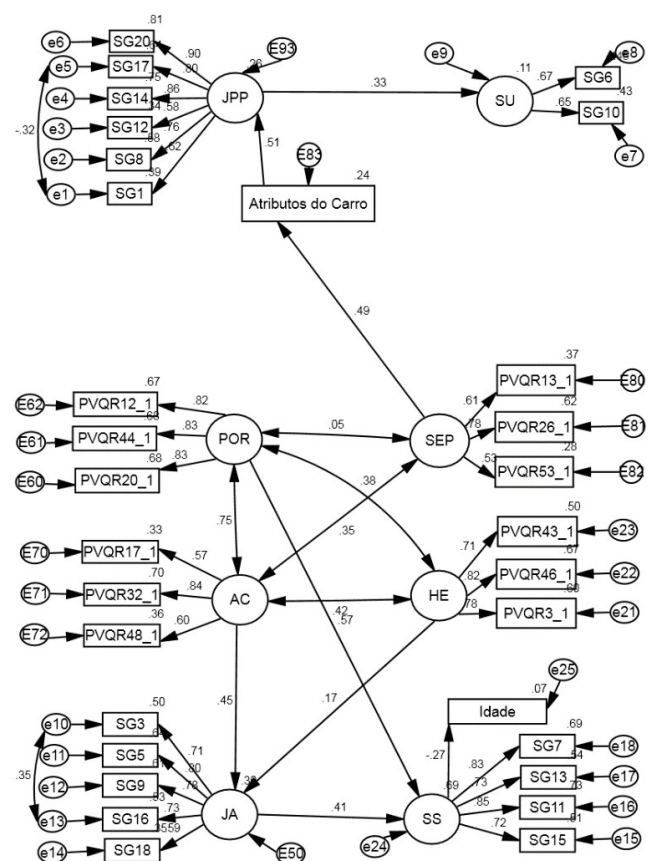 .81
e6 SG20 .90 E93
e5 SG17 .80 .26 e9 .11 e8
.75 .67 SG6
e4 SG14 .86 JPP .33 SU .43
-.32 .58 .65 SG10
e3 SG12 .76
e2 SG8 .62 .51 e7
.39 E83
e1 SG1 .24
Atributos do Carro
.49
.37
.67 PVQR13_1 E80
E62 PVQR12_1 .82 .61 .62
E61 PVQR44_1 .83 POR .05 SEP .78 PVQR26_1 E81
.68 .28
E60 PVQR20_1 .83 .53 PVQR53_1 E82
.38
.75 .35 .50
.33 PVQR43_1 e23
E70 PVQR17_1 .57 .71 .67
.70 .82 PVQR46_1 e22
E71 PVQR32_1 .84 AC HE
.36 .42 .78 PVQR3_1 e21
E72 PVQR48_1 .60 .57
e25
.45 .17 .07
.50 Idade
e10 SG3 .69
e11 SG5 .71 -.27 SG7 e18
.80 .83 .54
.35 e12 SG9 .78 .69 .73 SG13 e17
.53 .73
e13 SG16 .73 JA .41 SS .85 SG11 e16
.35 .59 .72
e14 SG18 E50 e24 SG15 e15